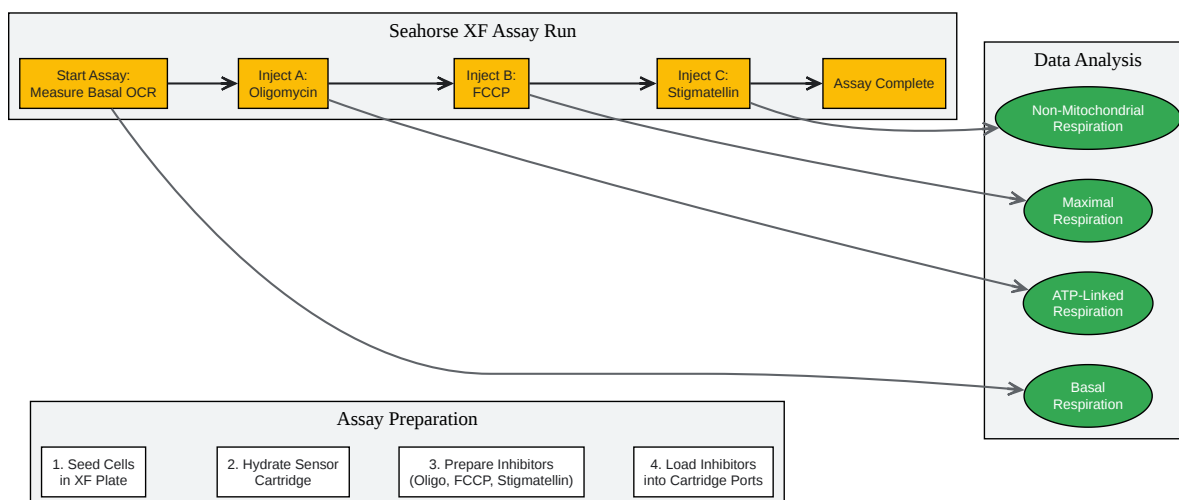 Seahorse XF Assay Run
Start Assay:
Measure Basal OCR
Inject A:
Oligomycin
Inject B:
FCCP
Inject C:
Stigmatellin
Assay Complete
Data Analysis
Non-Mitochondrial
Respiration
Maximal
Respiration
ATP-Linked
Respiration
Basal
Respiration
Assay Preparation
1. Seed Cells
in XF Plate
2. Hydrate Sensor
Cartridge
3. Prepare Inhibitors
(Oligo, FCCP, Stigmatellin)
4. Load Inhibitors
into Cartridge Ports